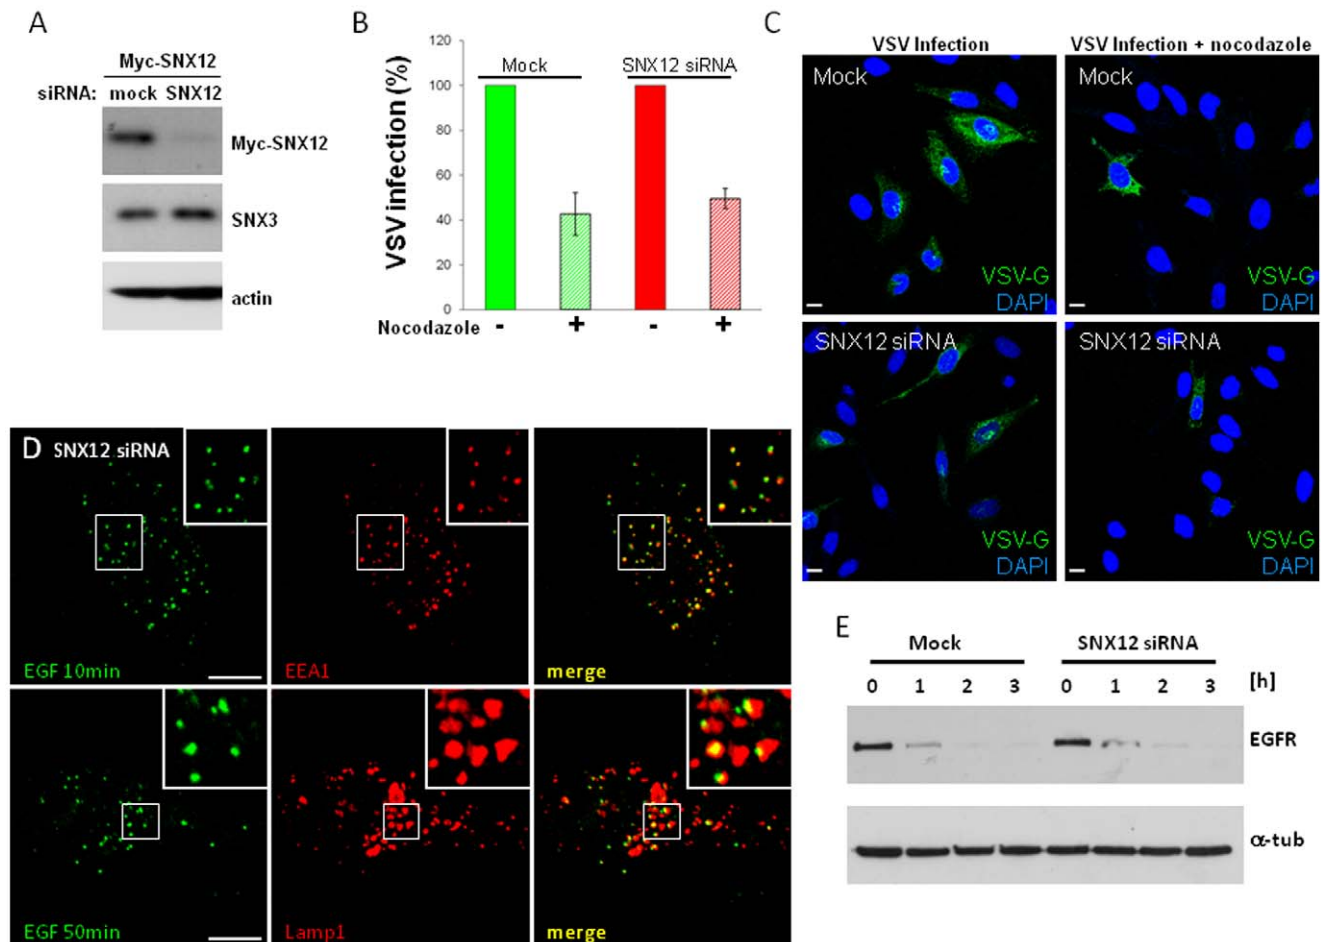 A
Myc-SNX12
siRNA: mock SNX12
Myc-SNX12
SNX3
actin
B
VSV infection (%)
120
100
80
60
40
20
0
Mock
SNX12 siRNA
Nocodazole - + - +
C
VSV Infection
VSV Infection + nocodazole
Mock
VSV-G
DAPI
Mock
VSV-G
DAPI
SNX12 siRNA
VSV-G
DAPI
SNX12 siRNA
VSV-G
DAPI
D SNX12 siRNA
EGF 10min
EEA1
merge
EGF 50min
Lamp1
merge
E
Mock
SNX12 siRNA
0 1 2 3 0 1 2 3 [h]
EGFR
α-tub